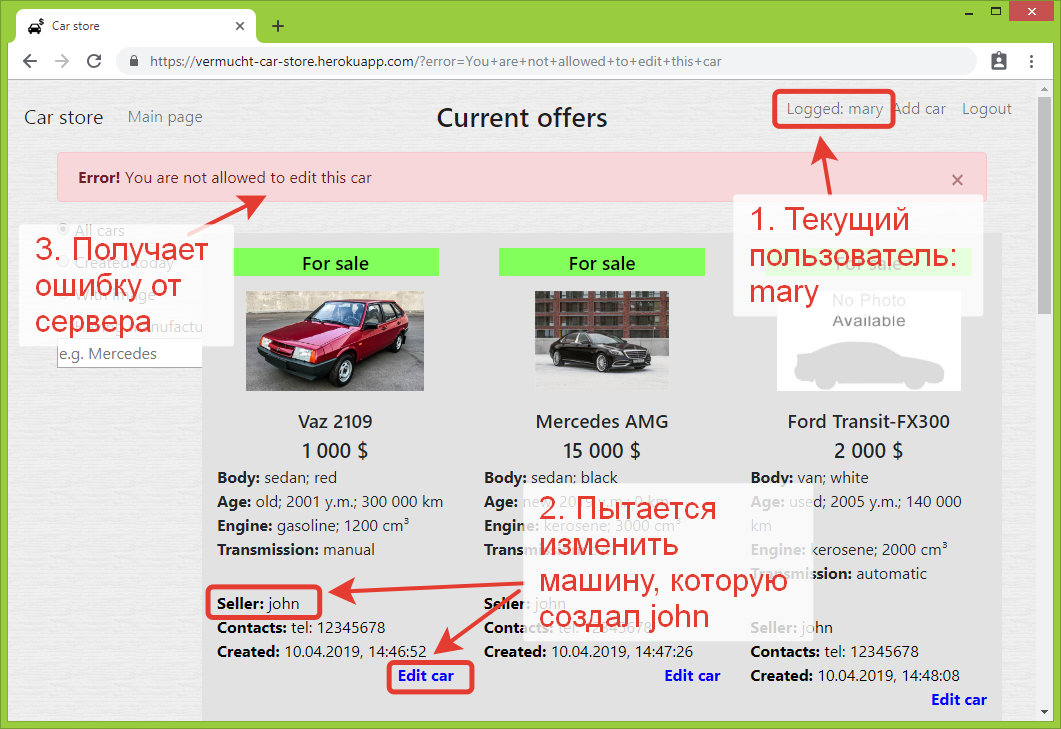 Car store
https://vermucht-car-store.herokuapp.com/?error=You+are+not+allowed+to+edit+this+car
Car store
Main page
Current offers
Logged: mary
Add car
Logout
Error! You are not allowed to edit this car
×
1. Текущий
пользователь:
mary
3. Получает
ошибку от
сервера
All cars
Created today
With image
manufactu
e.g. Mercedes
For sale
Vaz 2109
1 000 $
Body: sedan; red
Age: old; 2001 y.m.; 300 000 km
Engine: gasoline; 1200 cm³
Transmission: manual
Seller: john
Contacts: tel: 12345678
Created: 10.04.2019, 14:46:52
Edit car
For sale
Mercedes AMG
15 000 $
Body: sedan; black
Age: new; km
Engine: kerosene; 3000 cm³
Seller: john
Contacts: tel: 12345678
Created: 10.04.2019, 14:47:26
Edit car
2. Пытается
изменить
машину, которую
создал john
For sale
No Photo
Available
Ford Transit-FX300
2 000 $
Body: van; white
Age: used; 2005 y.m.; 140 000
km
Engine: kerosene; 2000 cm³
Transmission: automatic
Seller: john
Contacts: tel: 12345678
Created: 10.04.2019, 14:48:08
Edit car